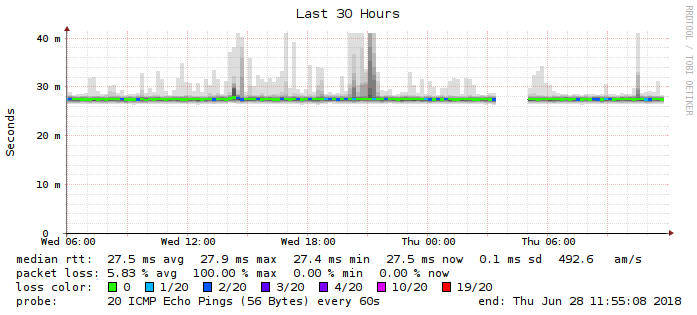 Last 30 Hours
RRDTOOL / TOBI OETIKER
Seconds
40 m
30 m
20 m
10 m
0
Wed 06:00 Wed 12:00 Wed 18:00 Thu 00:00 Thu 06:00
median rtt: 27.5 ms avg 27.9 ms max 27.4 ms min 27.5 ms now 0.1 ms sd 492.6 am/s
packet loss: 5.83 % avg 100.00 % max 0.00 % min 0.00 % now
loss color: 0 1/20 2/20 3/20 4/20 10/20 19/20
probe: 20 ICMP Echo Pings (56 Bytes) every 60s end: Thu Jun 28 11:55:08 2018